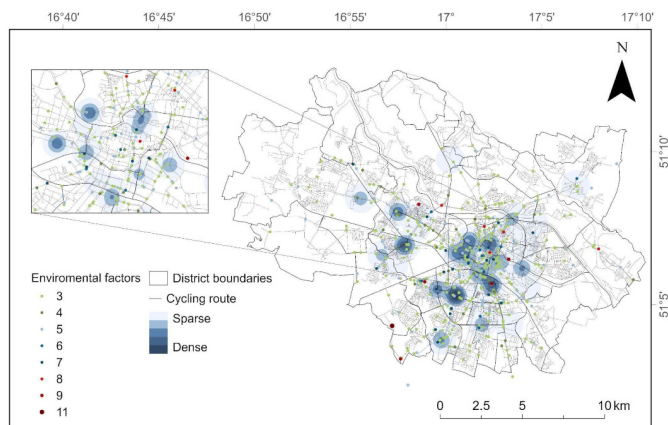 16°40' 16°45' 16°50' 16°55' 17° 17°5' 17°10'
N
51°10'
51°5'
Enviromental factors
3
4
5
6
7
8
9
11
District boundaries
Cycling route
Sparse
Dense
0 2.5 5 10 km